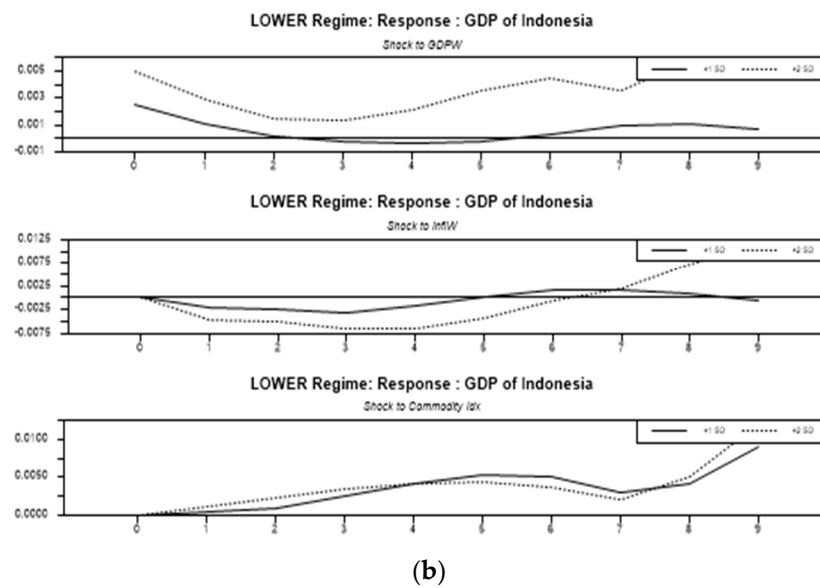 LOWER Regime: Response : GDP of Indonesia
Shock to GDPW
+1 SD +2 SD
0.005
0.003
0.001
-0.001
0 1 2 3 4 5 6 7 8 9
LOWER Regime: Response : GDP of Indonesia
Shock to InflW
+1 SD +2 SD
0.0125
0.0075
0.0025
-0.0025
-0.0075
0 1 2 3 4 5 6 7 8 9
LOWER Regime: Response : GDP of Indonesia
Shock to Commodity Idx
+1 SD +2 SD
0.0100
0.0050
0.0000
0 1 2 3 4 5 6 7 8 9
(b)